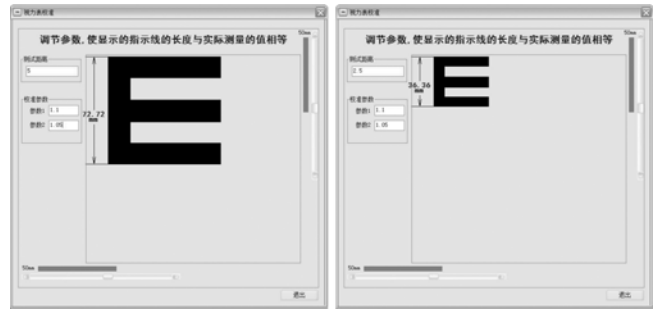 视力表校准
调节参数,使显示的指示线的长度与实际测量的值相等
50mm
测试距离
5
校准参数
参数1 1.1
参数2 1.05
72.72
mm
50mm
退出
视力表校准
调节参数,使显示的指示线的长度与实际测量的值相等
50mm
测试距离
2.5
校准参数
参数1 1.1
参数2 1.05
36.36
mm
50mm
退出